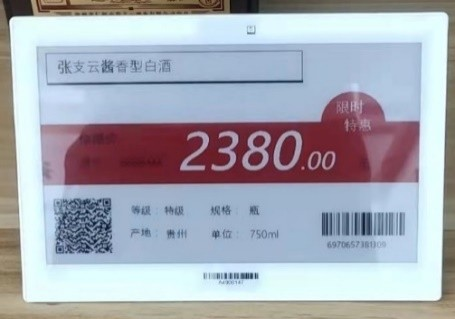 张支云酱香型白酒
限时
特惠
2380.00
等级： 特级 规格： 瓶
产地： 贵州 单位： 750ml
6970657381309